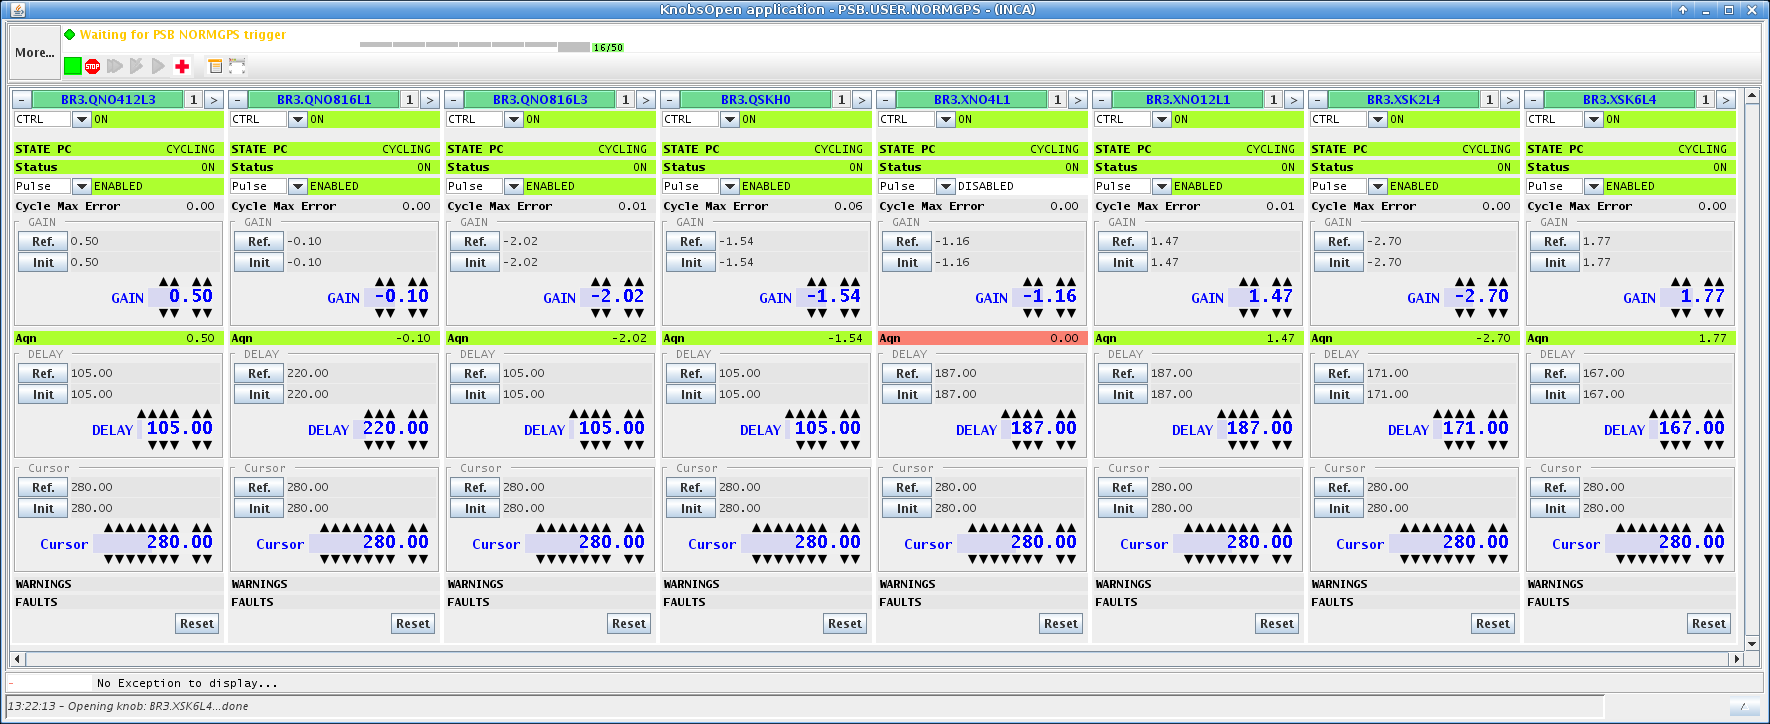 KnobsOpen application - PSB.USER.NORMGPS - (INCA)
More...
Waiting for PSB NORMGPS trigger
16/50
STOP
- BR3.QNO412L3 1 > - BR3.QNO816L1 1 > - BR3.QNO816L3 1 > - BR3.QSKH0 1 > - BR3.XNO4L1 1 > - BR3.XNO12L1 1 > - BR3.XSK2L4 1 > - BR3.XSK6L4 1 >
CTRL ON CTRL ON CTRL ON CTRL ON CTRL ON CTRL ON CTRL ON CTRL ON
STATE PC CYCLING STATE PC CYCLING STATE PC CYCLING STATE PC CYCLING STATE PC CYCLING STATE PC CYCLING STATE PC CYCLING STATE PC CYCLING
Status ON Status ON Status ON Status ON Status ON Status ON Status ON Status ON
Pulse ENABLED Pulse ENABLED Pulse ENABLED Pulse ENABLED Pulse DISABLED Pulse ENABLED Pulse ENABLED Pulse ENABLED
Cycle Max Error 0.00 Cycle Max Error 0.00 Cycle Max Error 0.01 Cycle Max Error 0.06 Cycle Max Error 0.00 Cycle Max Error 0.01 Cycle Max Error 0.00 Cycle Max Error 0.00
GAIN GAIN GAIN GAIN GAIN GAIN GAIN GAIN
Ref. 0.50 Ref. -0.10 Ref. -2.02 Ref. -1.54 Ref. -1.16 Ref. 1.47 Ref. -2.70 Ref. 1.77
Init 0.50 Init -0.10 Init -2.02 Init -1.54 Init -1.16 Init 1.47 Init -2.70 Init 1.77
GAIN 0.50 GAIN -0.10 GAIN -2.02 GAIN -1.54 GAIN -1.16 GAIN 1.47 GAIN -2.70 GAIN 1.77
Aqn 0.50 Aqn -0.10 Aqn -2.02 Aqn -1.54 Aqn 0.00 Aqn 1.47 Aqn -2.70 Aqn 1.77
DELAY DELAY DELAY DELAY DELAY DELAY DELAY DELAY
Ref. 105.00 Ref. 220.00 Ref. 105.00 Ref. 105.00 Ref. 187.00 Ref. 187.00 Ref. 171.00 Ref. 167.00
Init 105.00 Init 220.00 Init 105.00 Init 105.00 Init 187.00 Init 187.00 Init 171.00 Init 167.00
DELAY 105.00 DELAY 220.00 DELAY 105.00 DELAY 105.00 DELAY 187.00 DELAY 187.00 DELAY 171.00 DELAY 167.00
Cursor Cursor Cursor Cursor Cursor Cursor Cursor Cursor
Ref. 280.00 Ref. 280.00 Ref. 280.00 Ref. 280.00 Ref. 280.00 Ref. 280.00 Ref. 280.00 Ref. 280.00
Init 280.00 Init 280.00 Init 280.00 Init 280.00 Init 280.00 Init 280.00 Init 280.00 Init 280.00
Cursor 280.00 Cursor 280.00 Cursor 280.00 Cursor 280.00 Cursor 280.00 Cursor 280.00 Cursor 280.00 Cursor 280.00
WARNINGS WARNINGS WARNINGS WARNINGS WARNINGS WARNINGS WARNINGS WARNINGS
FAULTS FAULTS FAULTS FAULTS FAULTS FAULTS FAULTS FAULTS
Reset Reset Reset Reset Reset Reset Reset Reset
- No Exception to display...
13:22:13 - Opening knob: BR3.XSK6L4...done